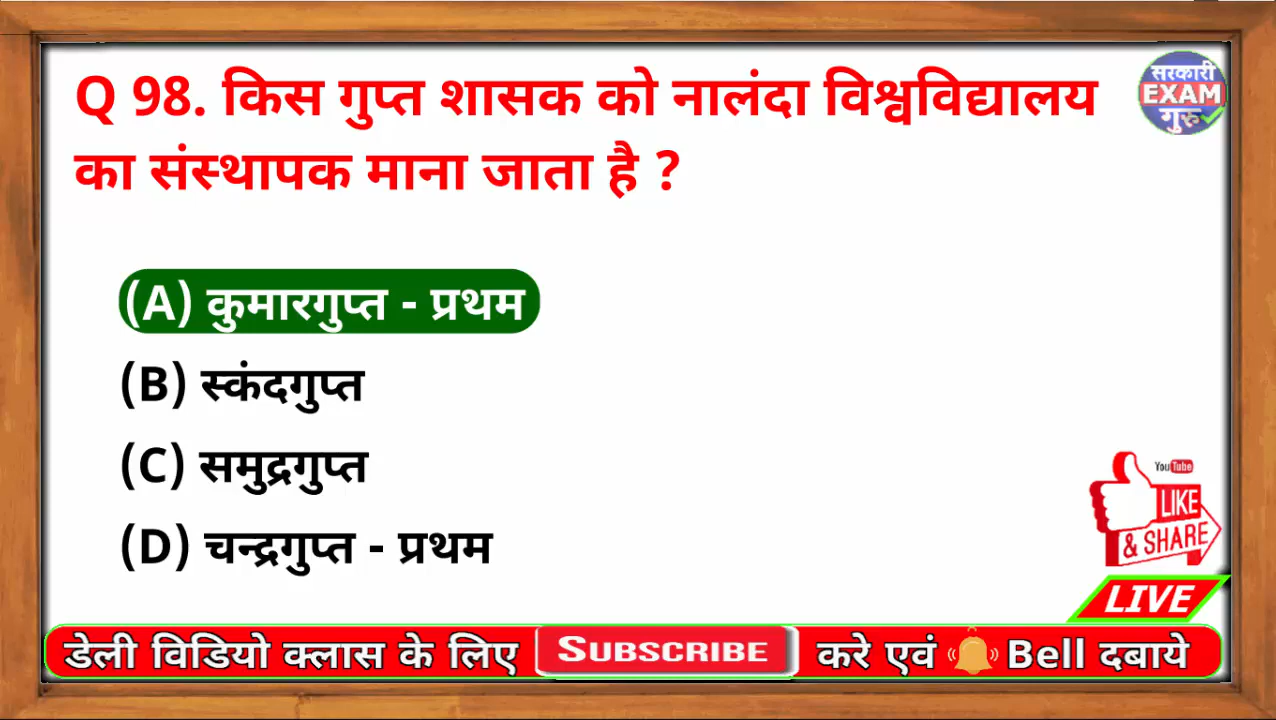 Q 98. किस गुप्त शासक को नालंदा विश्वविद्यालय
का संस्थापक माना जाता है ?
सरकारी
EXAM
गुरु
(A) कुमारगुप्त - प्रथम
(B) स्कंदगुप्त
(C) समुद्रगुप्त
(D) चन्द्रगुप्त - प्रथम
YouTube
LIKE
& SHARE
LIVE
डेली विडियो क्लास के लिए SUBSCRIBE करे एवं Bell दबाये